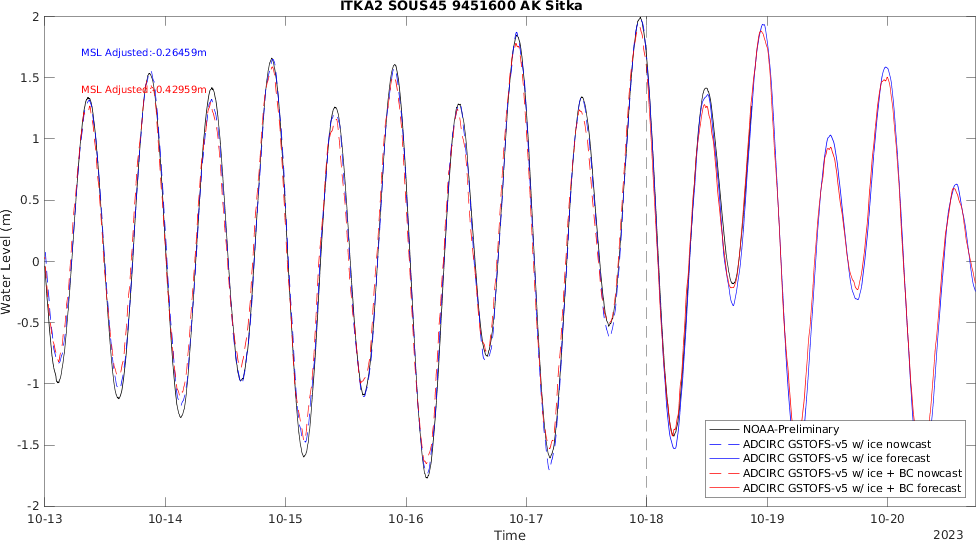 ITKA2 SOUS45 9451600 AK Sitka
MSL Adjusted:-0.26459m
MSL Adjusted:-0.42959m
Water Level (m)
2
1.5
1
0.5
0
-0.5
-1
-1.5
-2
NOAA-Preliminary
ADCIRC GSTOFS-v5 w/ ice nowcast
ADCIRC GSTOFS-v5 w/ ice forecast
ADCIRC GSTOFS-v5 w/ ice + BC nowcast
ADCIRC GSTOFS-v5 w/ ice + BC forecast
10-13 10-14 10-15 10-16 10-17 10-18 10-19 10-20
Time
2023